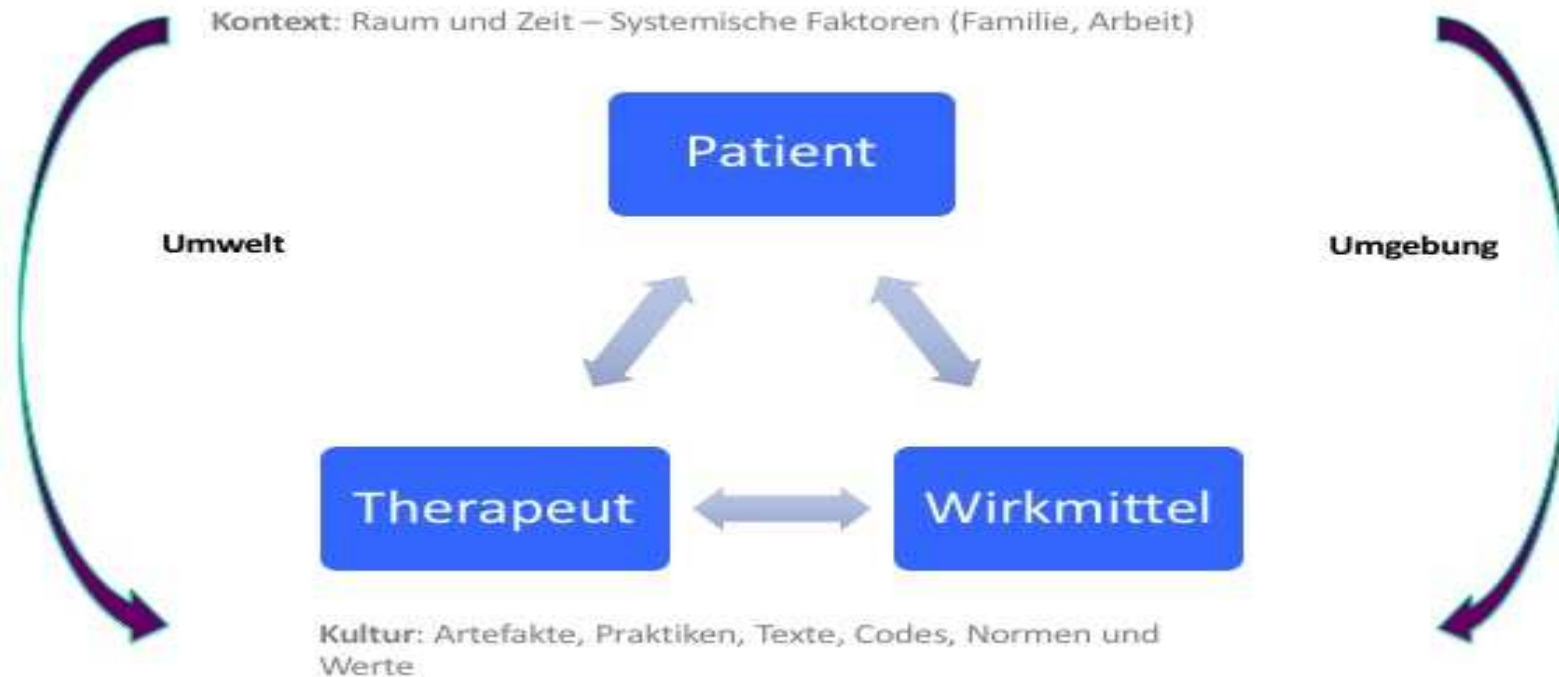 Kontext: Raum und Zeit – Systemische Faktoren (Familie, Arbeit)
Patient
Umwelt
Umgebung
Therapeut
Wirkmittel
Kultur: Artefakte, Praktiken, Texte, Codes, Normen und
Werte